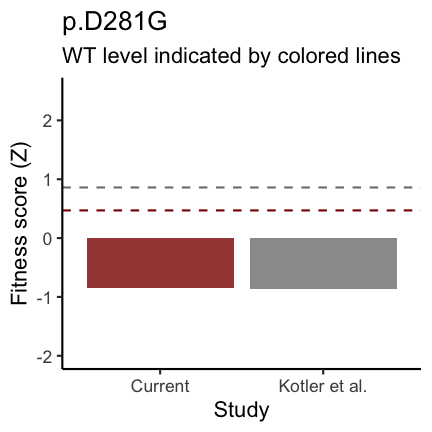 p.D281G
WT level indicated by colored lines
Fitness score (Z)
2
1
0
-1
-2
Current
Kotler et al.
Study